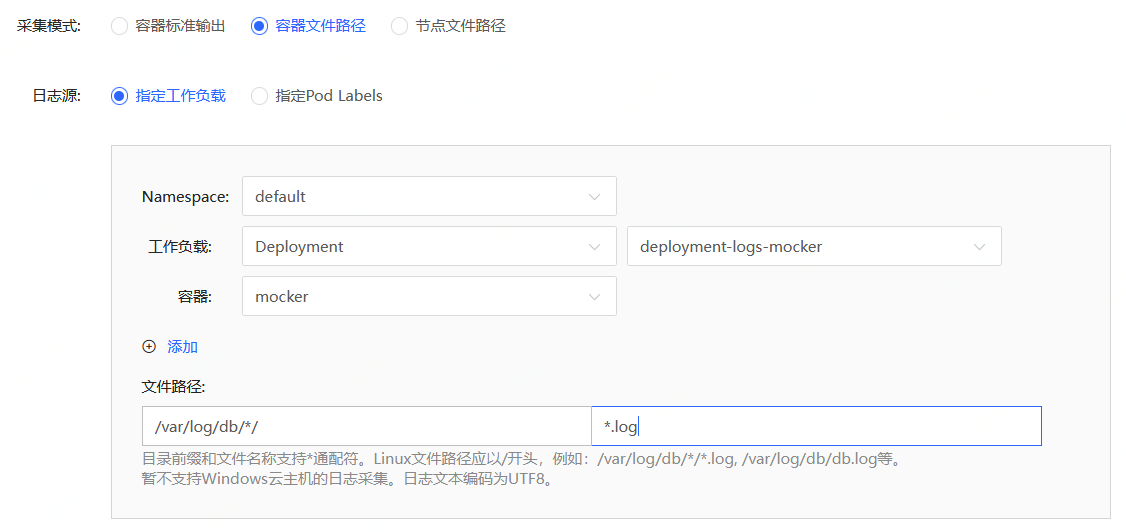 采集模式: 容器标准输出 容器文件路径 节点文件路径
日志源: 指定工作负载 指定Pod Labels
Namespace: default
工作负载: Deployment deployment-logs-mocker
容器: mocker
添加
文件路径:
/var/log/db/*/ *.log
目录前缀和文件名称支持*通配符。Linux文件路径应以/开头，例如：/var/log/db/*/*.log, /var/log/db/db.log等。
暂不支持Windows云主机的日志采集。日志文本编码为UTF8。